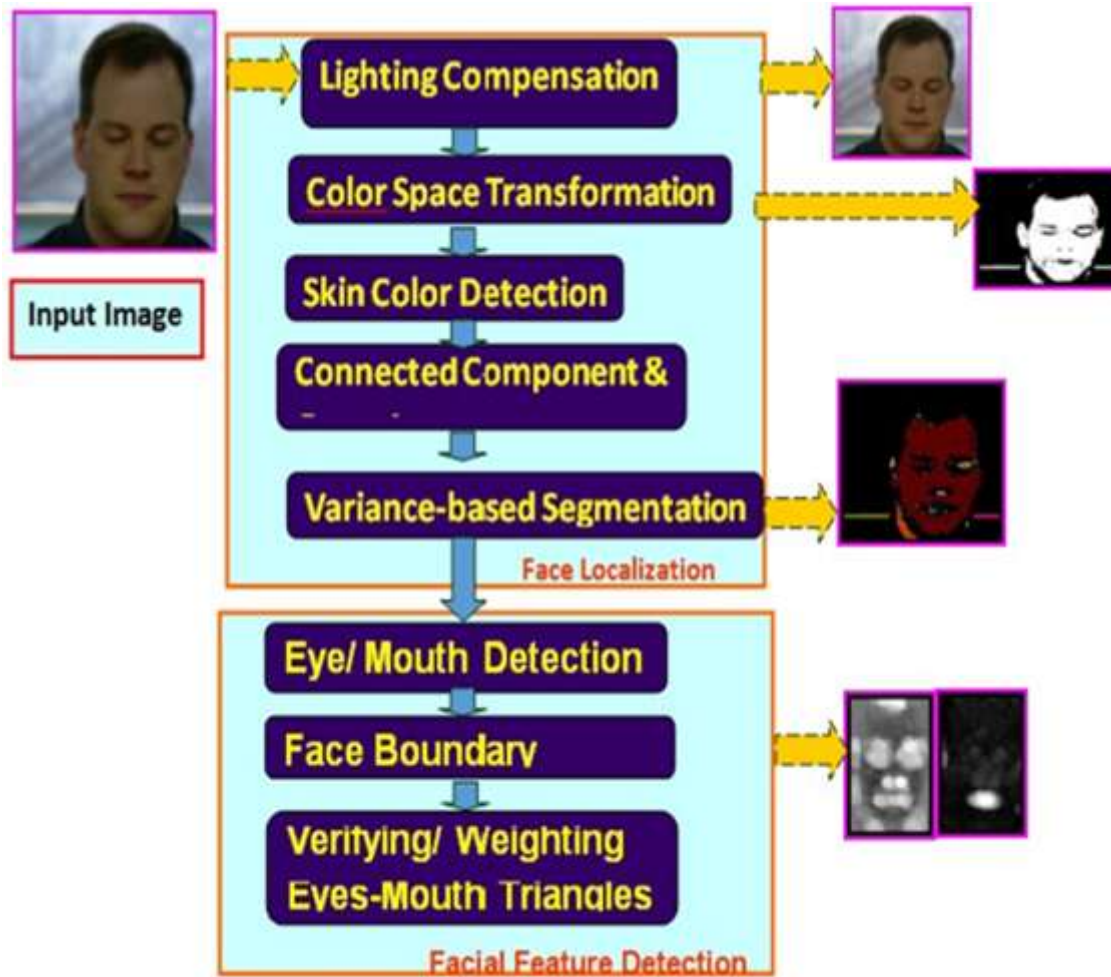 Lighting Compensation
Color Space Transformation
Input Image
Skin Color Detection
Connected Component &
Variance-based Segmentation
Face Localization
Eye/ Mouth Detection
Face Boundary
Verifying/ Weighting
Eyes-Mouth Triangles
Facial Feature Detection